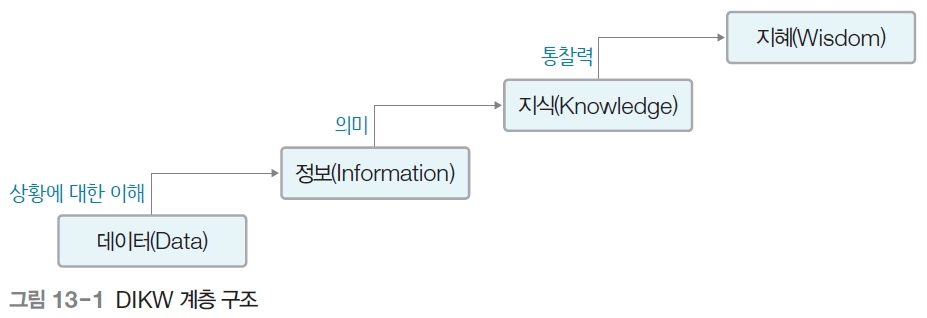 지혜(Wisdom)
통찰력
지식(Knowledge)
의미
정보(Information)
상황에 대한 이해
데이터(Data)
그림 13-1 DIKW 계층 구조